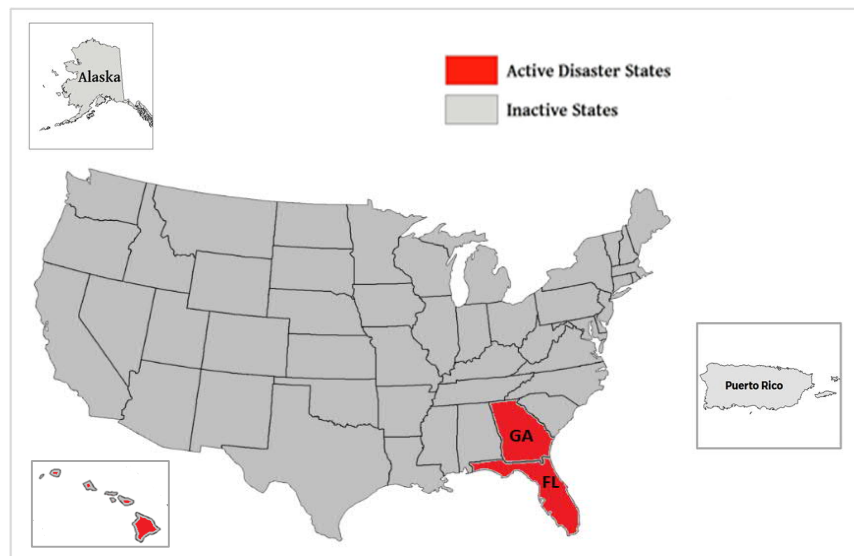 Alaska
Active Disaster States
Inactive States
Puerto Rico
GA
FL